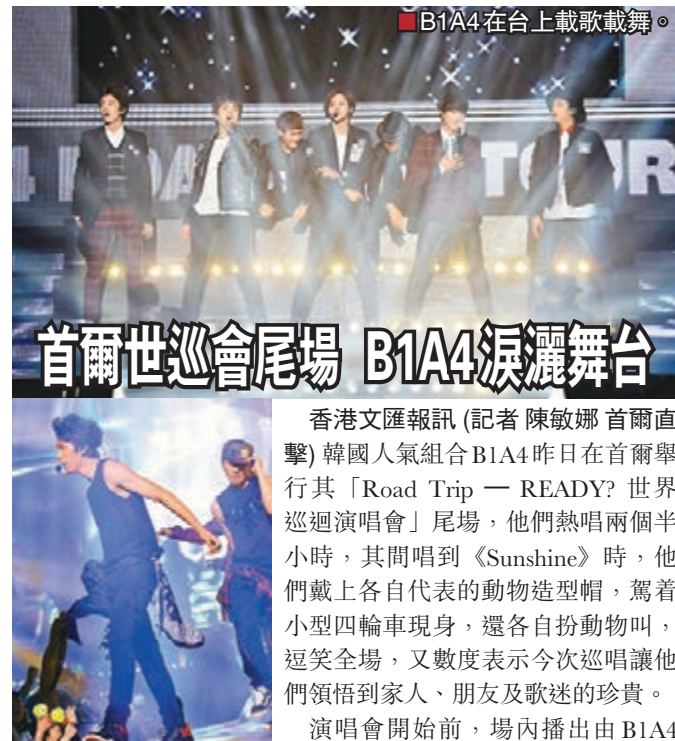 ■B1A4在台上載歌載舞。
首爾世巡會尾場 B1A4淚灑舞台
香港文匯報訊 (記者 陳敏娜 首爾直
擊) 韓國人氣組合B1A4昨日在首爾舉
行其「Road Trip — READY? 世界
巡迴演唱會」尾場，他們熱唱兩個半
小時，其間唱到《Sunshine》時，他
們戴上各自代表的動物造型帽，駕着
小型四輪車現身，還各自扮動物叫，
逗笑全場，又數度表示今次巡唱讓他
們領悟到家人、朋友及歌迷的珍貴。
演唱會開始前，場內播出由B1A4